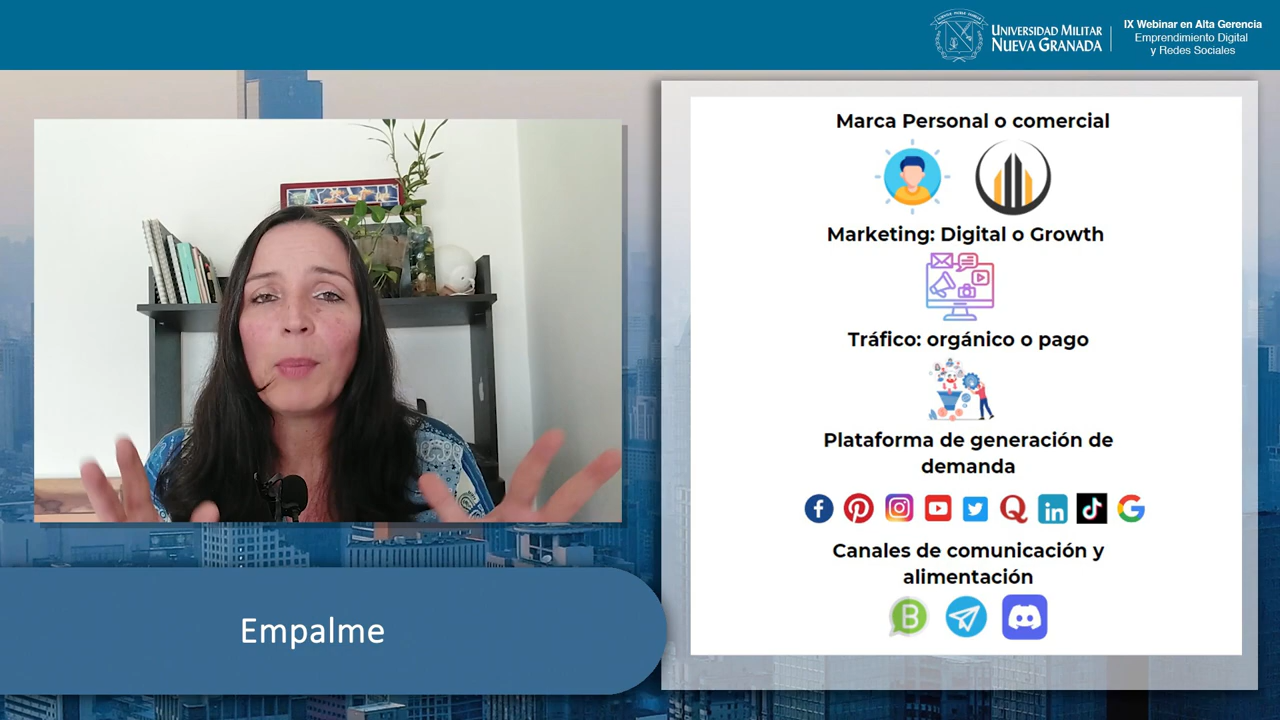 UNIVERSIDAD MILITAR
NUEVA GRANADA
IX Webinar en Alta Gerencia
Emprendimiento Digital
y Redes Sociales
Marca Personal o comercial
Marketing: Digital o Growth
Tráfico: orgánico o pago
Plataforma de generación de
demanda
Canales de comunicación y
alimentación
Empalme